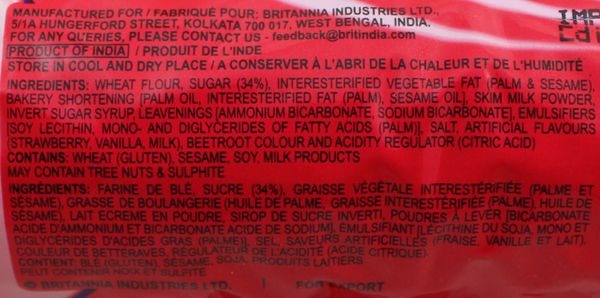 MANUFACTURED FOR / FABRIQUÉ POUR: BRITANNIA INDUSTRIES LTD.,
5/1A HUNGERFORD STREET, KOLKATA 700 017, WEST BENGAL, INDIA.
FOR ANY QUERIES, PLEASE CONTACT US - feedback@britindia.com
PRODUCT OF INDIA / PRODUIT DE L'INDE
STORE IN COOL AND DRY PLACE / A CONSERVER À L'ABRI DE LA CHALEUR ET DE L'HUMIDITÉ
INGREDIENTS: WHEAT FLOUR, SUGAR (34%), INTERESTERIFIED VEGETABLE FAT (PALM & SESAME),
BAKERY SHORTENING [PALM OIL, INTERESTERIFIED FAT (PALM), SESAME OIL], SKIM MILK POWDER,
INVERT SUGAR SYRUP, LEAVENINGS [AMMONIUM BICARBONATE, SODIUM BICARBONATE], EMULSIFIERS
[SOY LECITHIN, MONO- AND DIGLYCERIDES OF FATTY ACIDS (PALM)], SALT, ARTIFICIAL FLAVOURS
(STRAWBERRY, VANILLA, MILK), BEETROOT COLOUR AND ACIDITY REGULATOR (CITRIC ACID)
CONTAINS: WHEAT (GLUTEN), SESAME, SOY, MILK PRODUCTS
MAY CONTAIN TREE NUTS & SULPHITE
INGRÉDIENTS: FARINE DE BLÉ, SUCRE (34%), GRAISSE VÉGÉTALE INTERESTÉRIFIÉE (PALME ET
SÉSAME), GRASSE DE BOULANGERIE (HUILE DE PALME, GRAISSE INTERESTÉRIFIÉE (PALME), HUILE DE
SÉSAME), LAIT ECREME EN POUDRE, SIROP DE SUCRE INVERTI, POUDRES À LEVER [BICARBONATE
ACIDE D'AMMONIUM ET BICARBONATE ACIDE DE SODIUM], ÉMULSIFIANT [LÉCITHINE DU SOJA, MONO ET
DIGLYCÉRIDES D'ACIDES GRAS (PALME)], SEL, SAVEURS ARTIFICIELLES (FRAISE, VANILLE ET LAIT),
COULEUR DE BETTERAVES, RÉGULATEUR DE L'ACIDITÉ (ACIDE CITRIQUE).
CONTIENT: BLÉ (GLUTEN), SÉSAME, SOJA, PRODUITS LAITIERS
PEUT CONTENIR NOIX ET SULFITE
© BRITANNIA INDUSTRIES LTD. FOR EXPORT